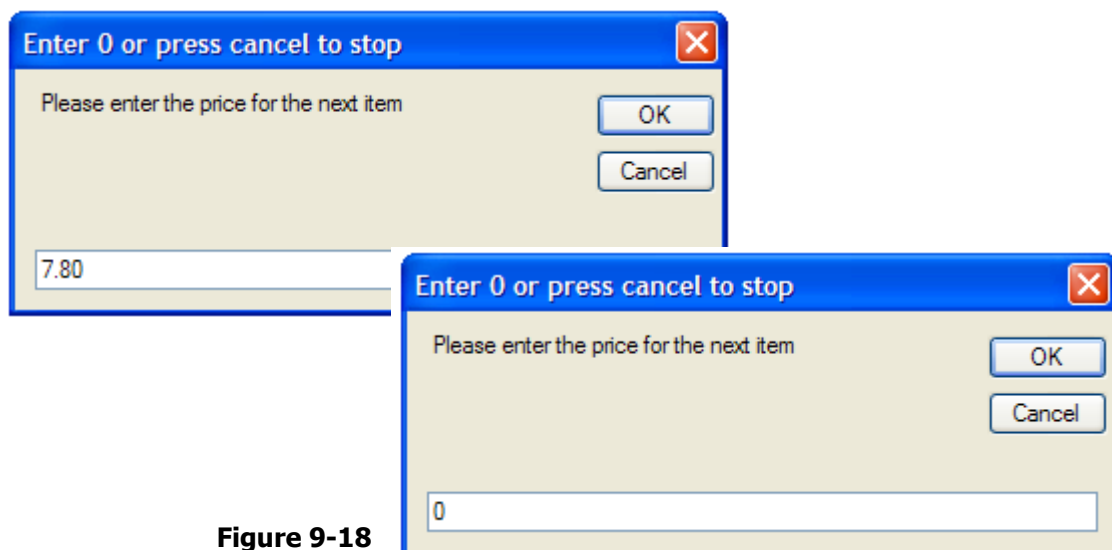 Enter 0 or press cancel to stop
Please enter the price for the next item
OK
Cancel
7.80
Enter 0 or press cancel to stop
Please enter the price for the next item
OK
Cancel
0
Figure 9-18